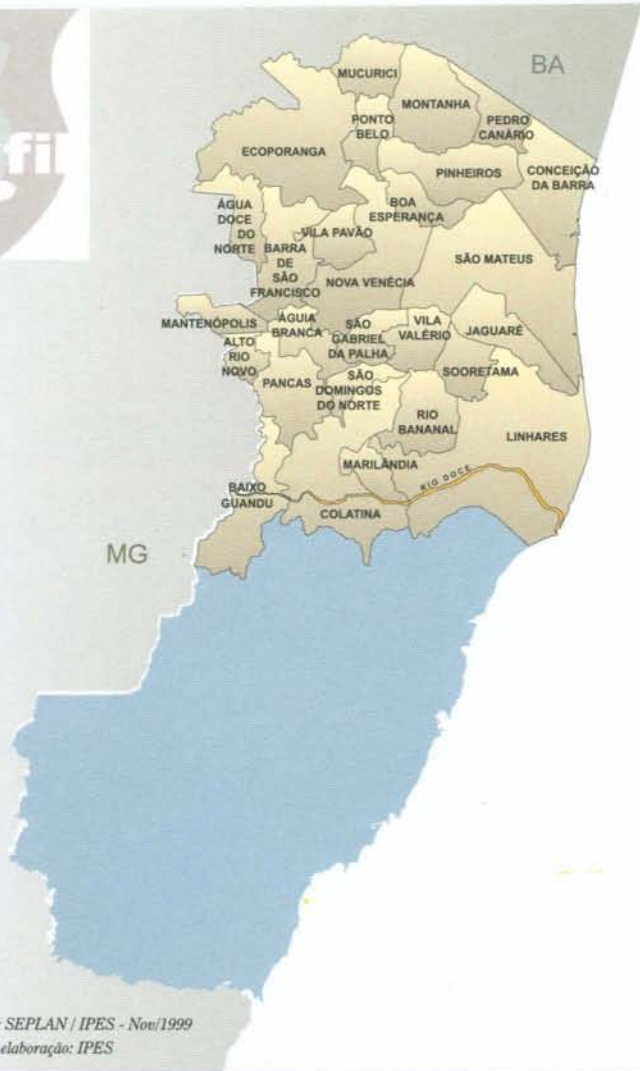 fil
BA
MUCURICI
MONTANHA
PONTO
BELO
PEDRO
CANÁRIO
ECOPORANGA
PINHEIROS
CONCEIÇÃO
DA BARRA
ÁGUA
DOCE
DO
NORTE
BOA
ESPERANÇA
VILA PAVÃO
BARRA
DE
SÃO
FRANCISCO
SÃO MATEUS
NOVA VENÉCIA
MANTENÓPOLIS
ÁGUIA
BRANCA
SÃO
GABRIEL
DA PALHA
VILA
VALÉRIO
JAGUARÉ
ALTO
RIO
NOVO
PANCAS
SÃO
DOMINGOS
DO NORTE
SOORETAMA
RIO
BANANAL
LINHARES
MARILÂNDIA
RIO DOCE
BAIXO
GUANDU
COLATINA
MG
SEPLAN / IPES - Nov/1999
elaboração: IPES